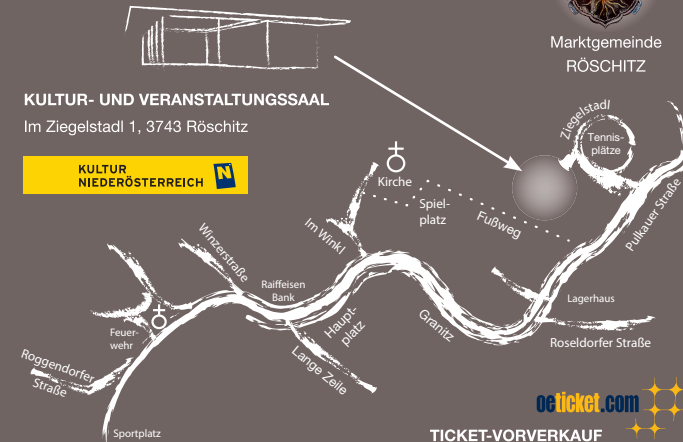 Marktgemeinde
RÖSCHITZ
KULTUR- UND VERANSTALTUNGSSAAL
Im Ziegelstadl 1, 3743 Röschitz
KULTUR
NIEDERÖSTERREICH N
Ziegelstadl
Tennis-
plätze
Kirche
Spiel-
platz
Fußweg
Pulkauer Straße
Im Winkl
Winzerstraße
Raiffeisen
Bank
Haupt-
platz
Granitz
Lagerhaus
Roseldorfer Straße
Feuer-
wehr
Lange Zeile
Roggendorfer
Straße
Sportplatz
oeticket.com
TICKET-VORVERKAUF